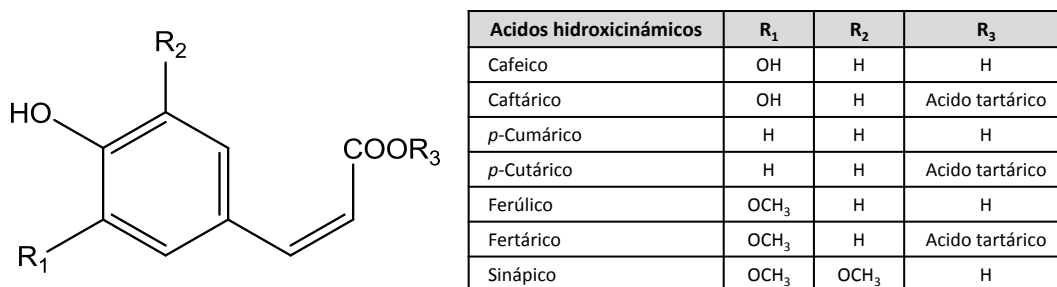 R₂
HO
COOR₃
R₁
Acidos hidroxicinámicos R₁ R₂ R₃
Cafeico OH H H
Caftárico OH H Acido tartárico
p-Cumárico H H H
p-Cutárico H H Acido tartárico
Ferúlico OCH₃ H H
Fertárico OCH₃ H Acido tartárico
Sinápico OCH₃ OCH₃ H